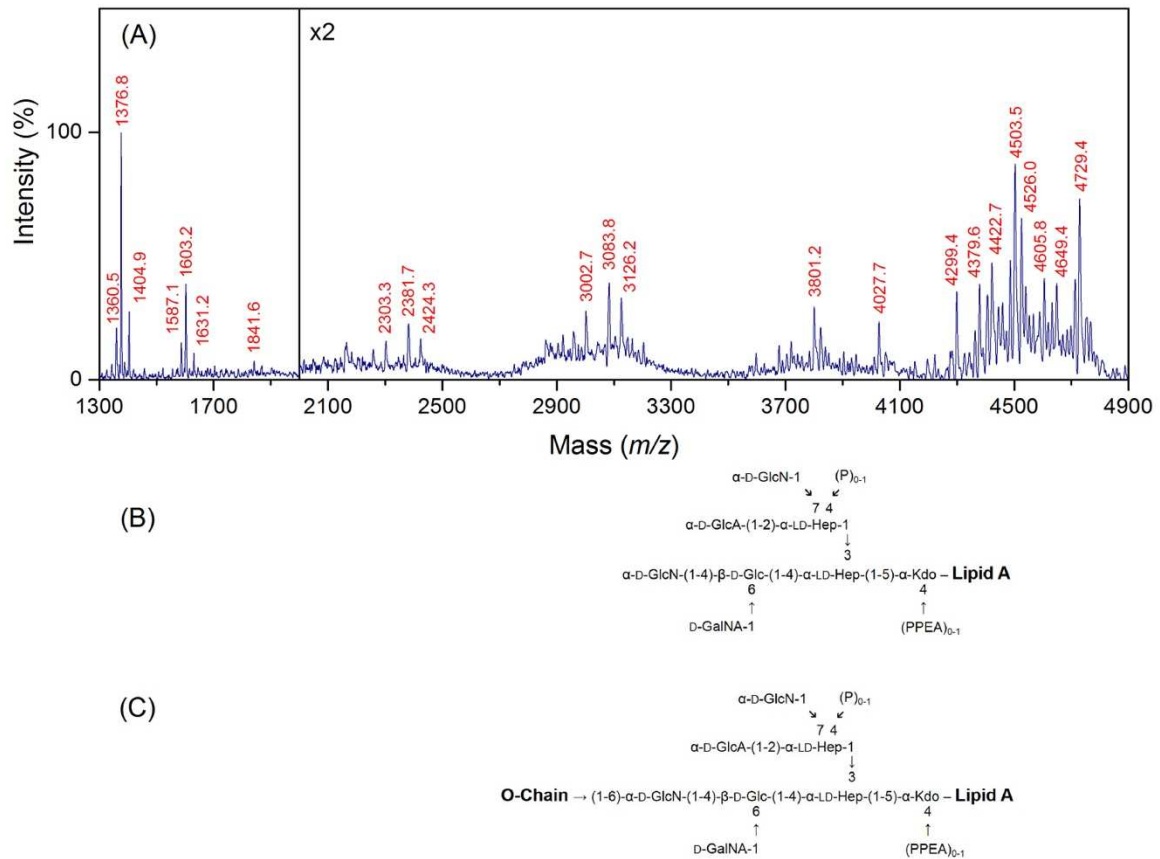 (A)
x2
Intensity (%)
100
0
1360.5
1376.8
1404.9
1587.1
1603.2
1631.2
1841.6
2303.3
2381.7
2424.3
3002.7
3083.8
3126.2
3801.2
4027.7
4299.4
4379.6
4422.7
4503.5
4526.0
4605.8
4649.4
4729.4
1300 1700 2100 2500 2900 3300 3700 4100 4500 4900
Mass (m/z)
(B)
α-D-GlcN-1 (P)₀₋₁
↘ ↙
7 4
α-D-GlcA-(1-2)-α-LD-Hep-1
↓
3
α-D-GlcN-(1-4)-β-D-Glc-(1-4)-α-LD-Hep-(1-5)-α-Kdo – Lipid A
6 4
↑ ↑
D-GalNA-1 (PPEA)₀₋₁
(C)
α-D-GlcN-1 (P)₀₋₁
↘ ↙
7 4
α-D-GlcA-(1-2)-α-LD-Hep-1
↓
3
O-Chain → (1-6)-α-D-GlcN-(1-4)-β-D-Glc-(1-4)-α-LD-Hep-(1-5)-α-Kdo – Lipid A
6 4
↑ ↑
D-GalNA-1 (PPEA)₀₋₁